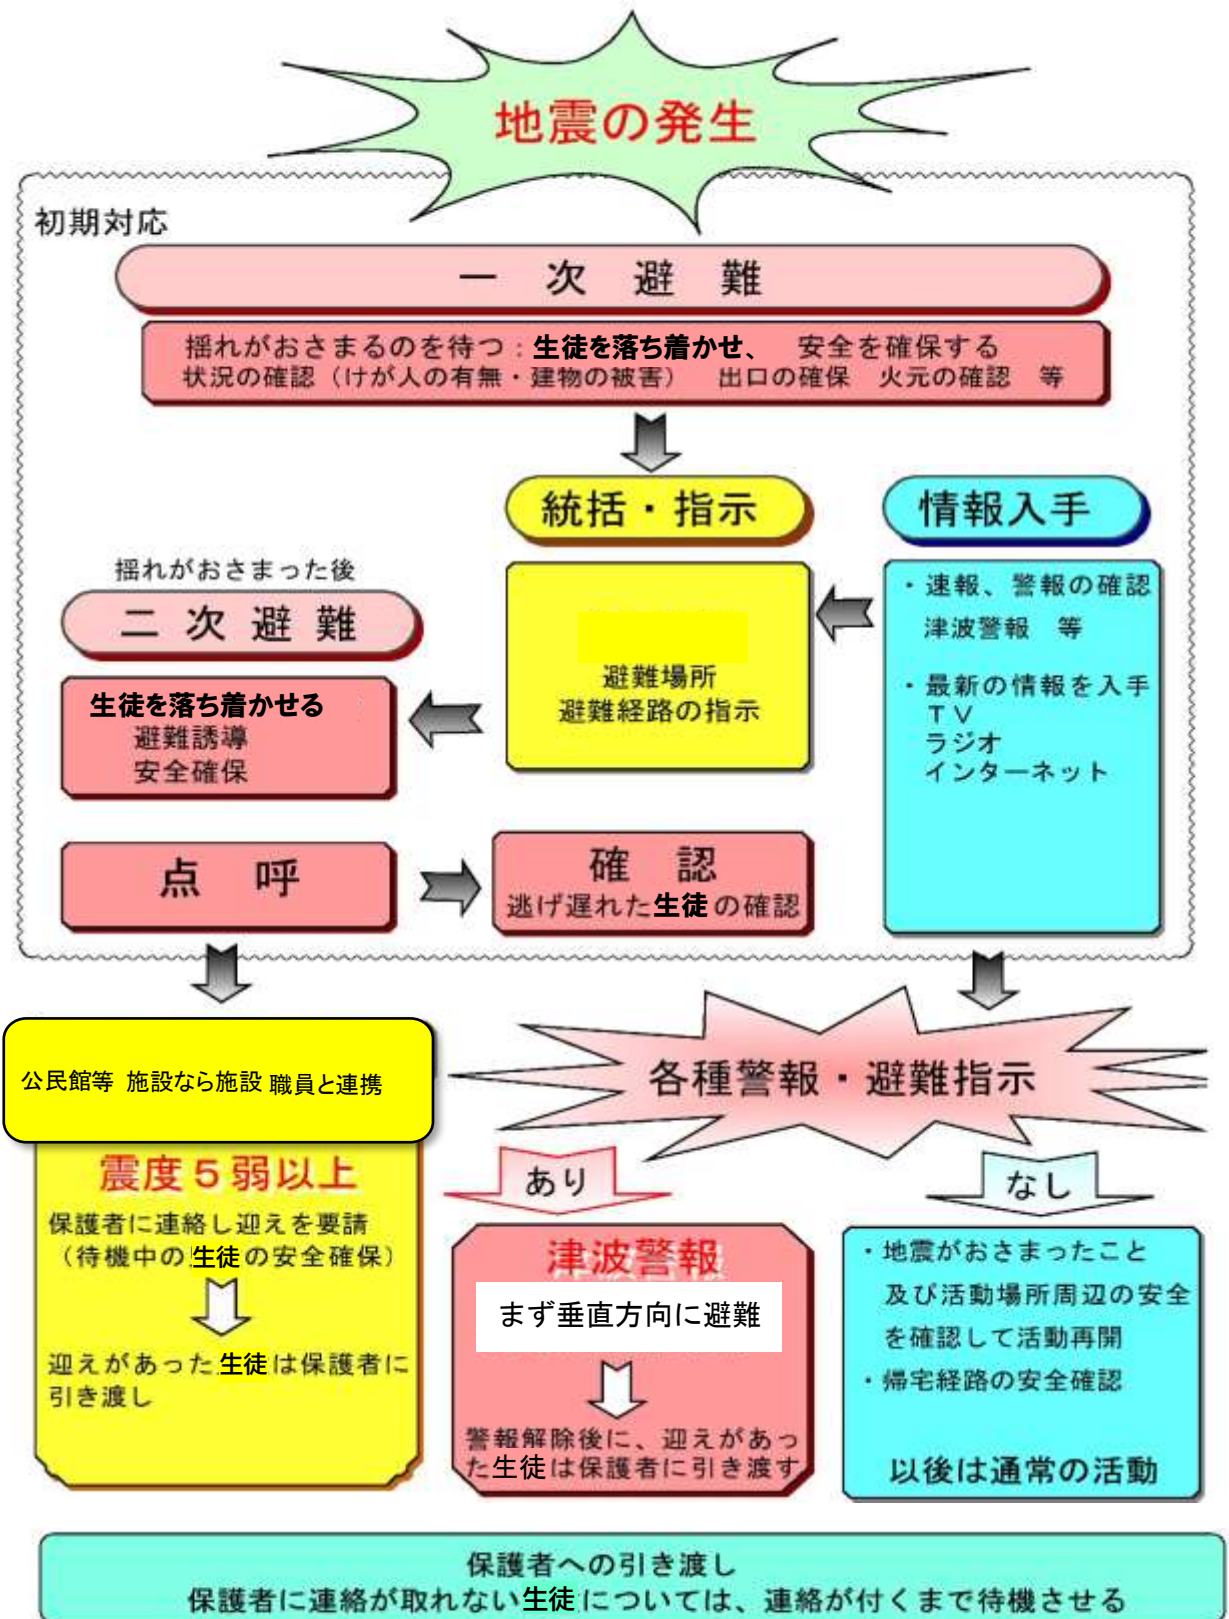 地震の発生
初期対応
一次避難
揺れがおさまるのを待つ：生徒を落ち着かせ、 安全を確保する
状況の確認（けが人の有無・建物の被害） 出口の確保 火元の確認 等
統括・指示
避難場所
避難経路の指示
情報入手
・速報、警報の確認
津波警報 等
・最新の情報を入手
TV
ラジオ
インターネット
揺れがおさまった後
二次避難
生徒を落ち着かせる
避難誘導
安全確保
点 呼
確 認
逃げ遅れた生徒の確認
公民館等 施設なら施設 職員と連携
震度５弱以上
保護者に連絡し迎えを要請
（待機中の生徒の安全確保）
迎えがあった生徒は保護者に
引き渡し
各種警報・避難指示
あり
津波警報
まず垂直方向に避難
警報解除後に、迎えがあっ
た生徒は保護者に引き渡す
なし
・地震がおさまったこと
及び活動場所周辺の安全
を確認して活動再開
・帰宅経路の安全確認
以後は通常の活動
保護者への引き渡し
保護者に連絡が取れない生徒については、連絡が付くまで待機させる